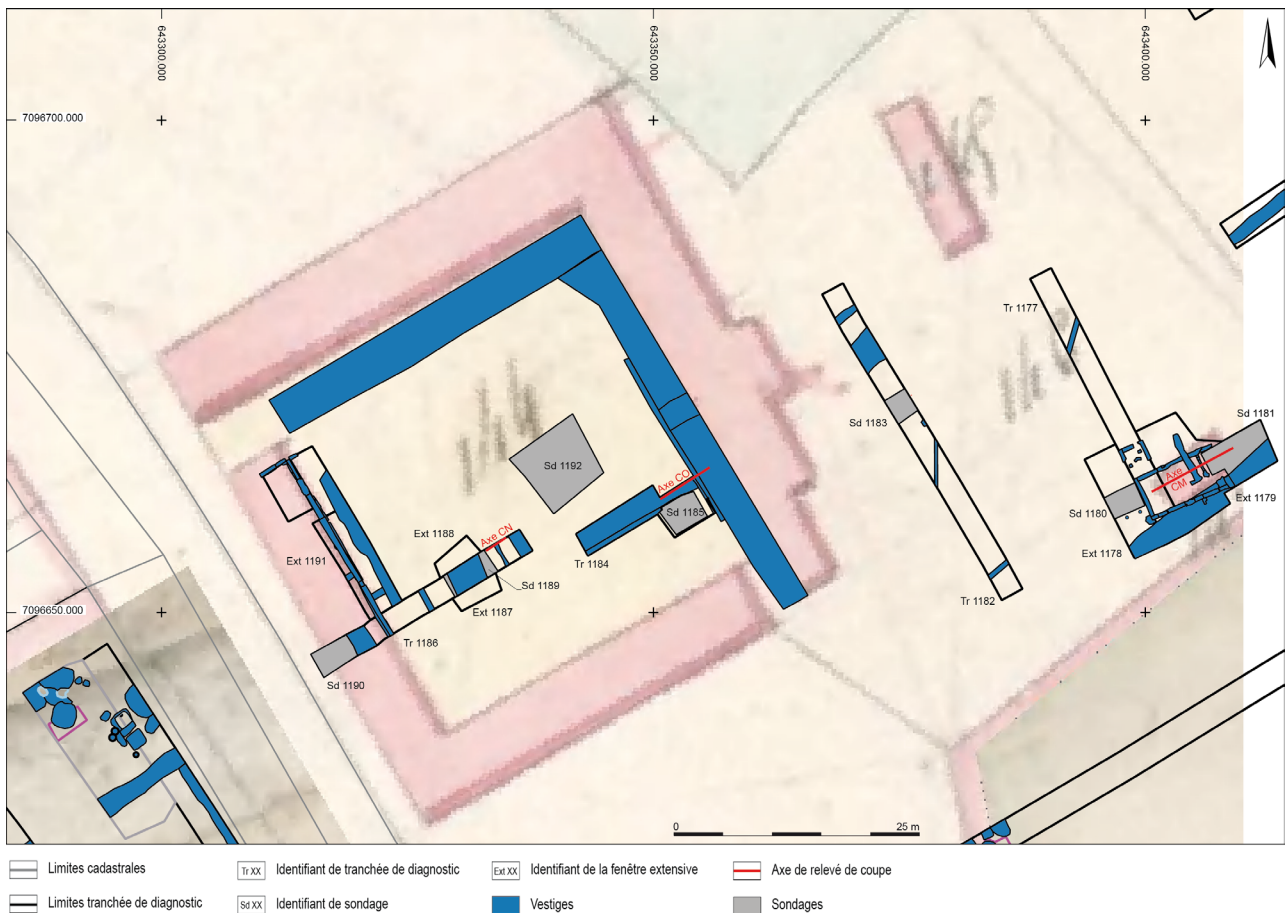 643300.000
643350.000
643400.000
7096700.000
Tr 1177
Sd 1183
Sd 1181
Sd 1192
Axe CO
Axe CM
Sd 1185
Ext 1179
Sd 1180
Axe CN
Ext 1188
Ext 1191
Ext 1178
Tr 1184
Sd 1189
Ext 1187
7096650.000
Tr 1182
Tr 1186
Sd 1190
0 25 m
Limites cadastrales
Tr XX Identifiant de tranchée de diagnostic
Ext XX Identifiant de la fenêtre extensive
Axe de relevé de coupe
Limites tranchée de diagnostic
Sd XX Identifiant de sondage
Vestiges
Sondages